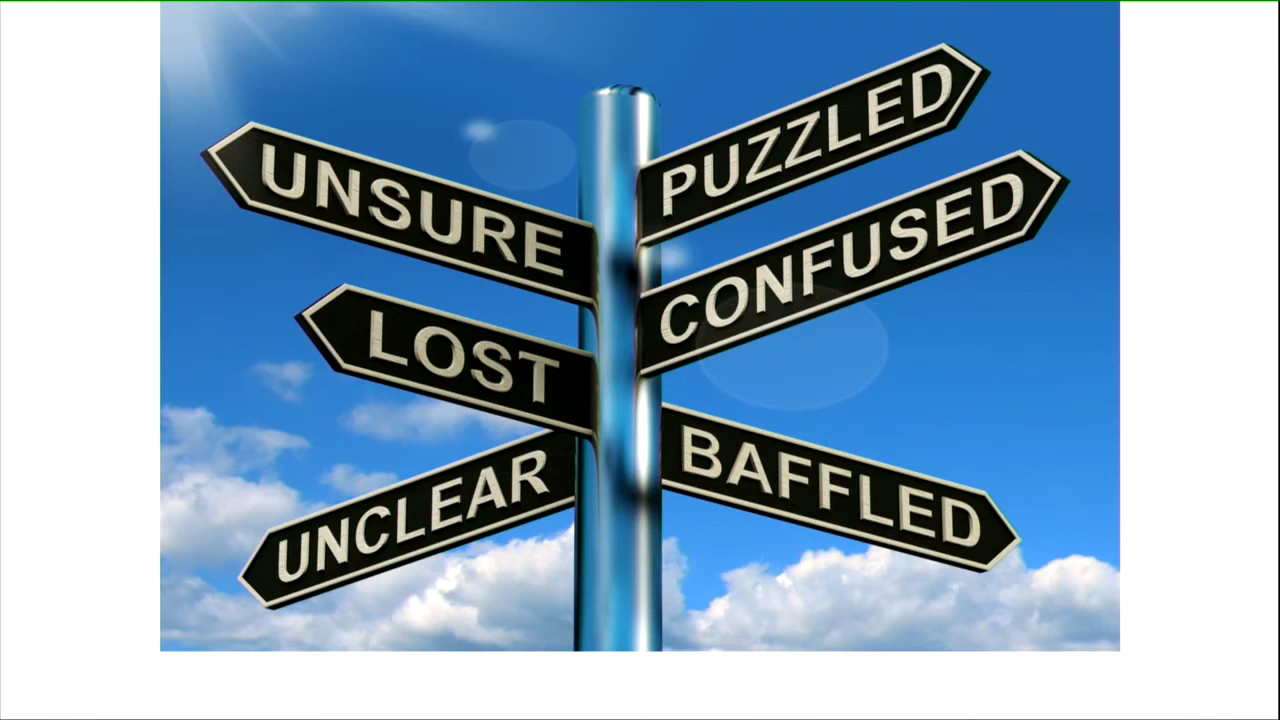 UNSURE
PUZZLED
CONFUSED
LOST
BAFFLED
UNCLEAR